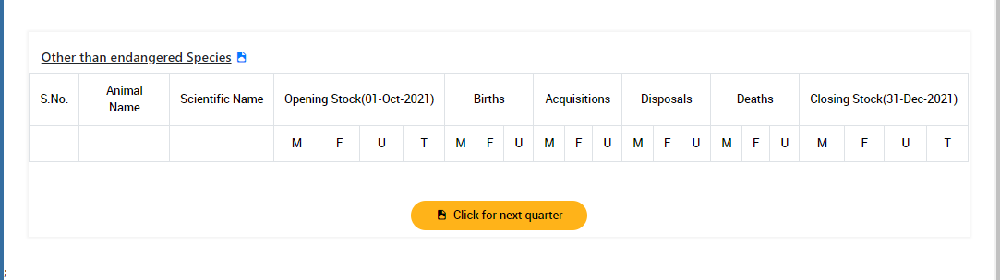 Other than endangered Species
S.No. Animal Name Scientific Name Opening Stock(01-Oct-2021) Births Acquisitions Disposals Deaths Closing Stock(31-Dec-2021)
M F U T M F U M F U M F U M F U M F U T
Click for next quarter
;